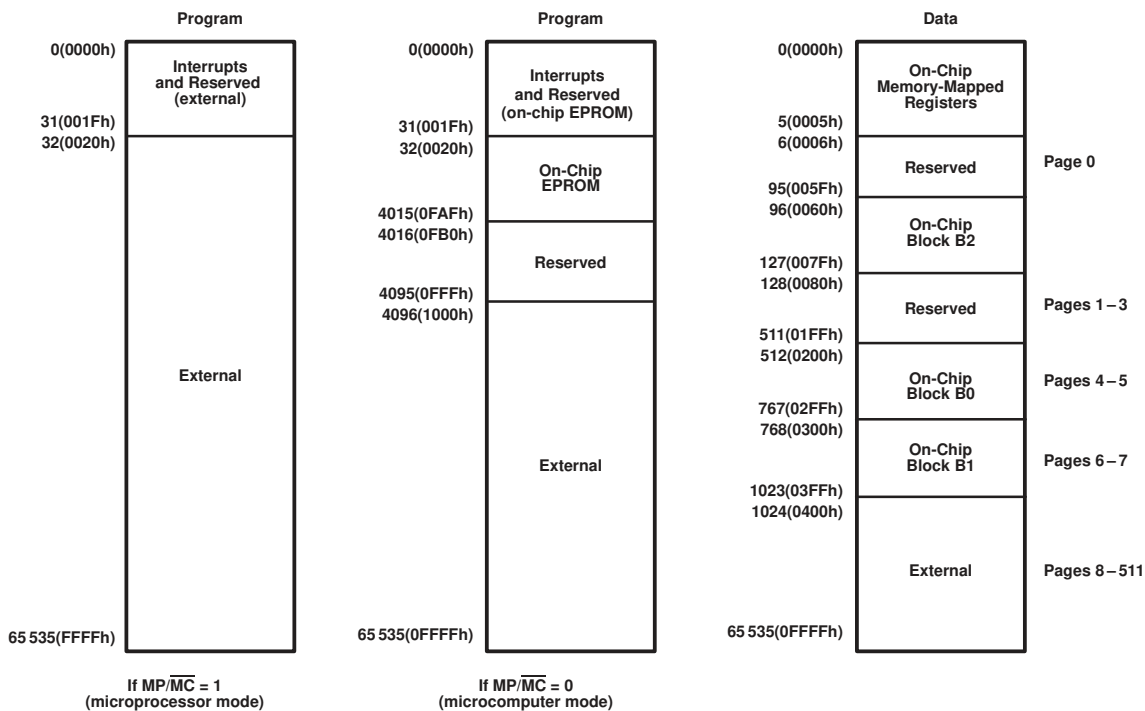 Program
0(0000h)
Interrupts
and Reserved
(external)
31(001Fh)
32(0020h)
External
65 535(FFFFh)
If MP/M̅C̅ = 1
(microprocessor mode)
Program
0(0000h)
Interrupts
and Reserved
(on-chip EPROM)
31(001Fh)
32(0020h)
On-Chip
EPROM
4015(0FAFh)
4016(0FB0h)
Reserved
4095(0FFFh)
4096(1000h)
External
65 535(0FFFFh)
If MP/M̅C̅ = 0
(microcomputer mode)
Data
0(0000h)
On-Chip
Memory-Mapped
Registers
5(0005h)
6(0006h)
Reserved
Page 0
95(005Fh)
96(0060h)
On-Chip
Block B2
127(007Fh)
128(0080h)
Reserved
Pages 1 – 3
511(01FFh)
512(0200h)
On-Chip
Block B0
Pages 4 – 5
767(02FFh)
768(0300h)
On-Chip
Block B1
Pages 6 – 7
1023(03FFh)
1024(0400h)
External
Pages 8 – 511
65 535(0FFFFh)